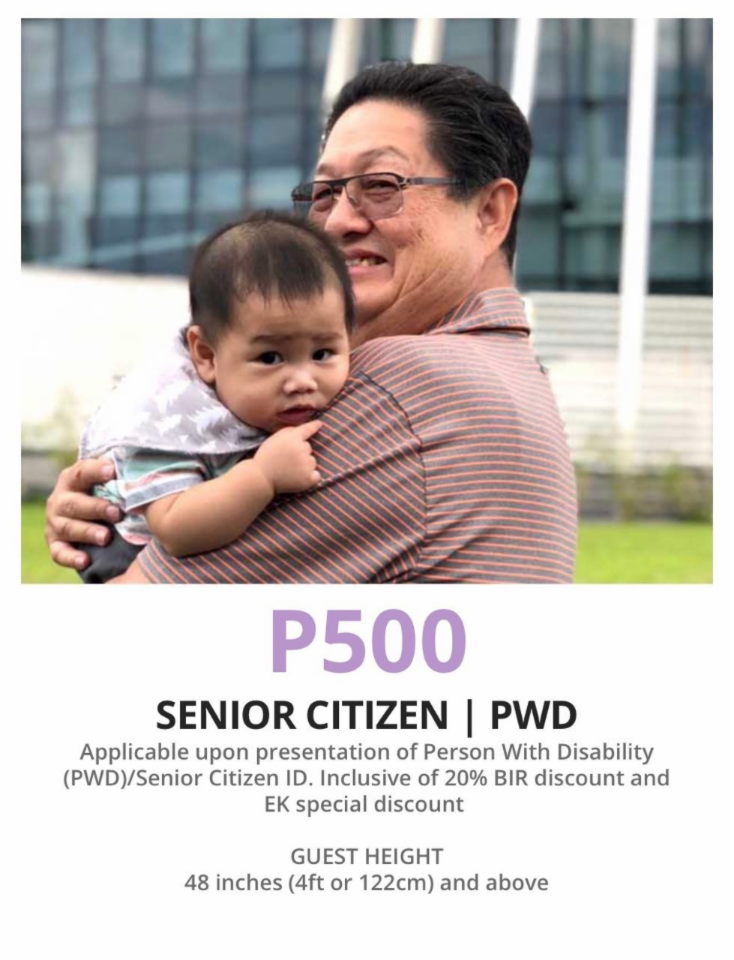 P500
SENIOR CITIZEN | PWD
Applicable upon presentation of Person With Disability
(PWD)/Senior Citizen ID. Inclusive of 20% BIR discount and
EK special discount
GUEST HEIGHT
48 inches (4ft or 122cm) and above